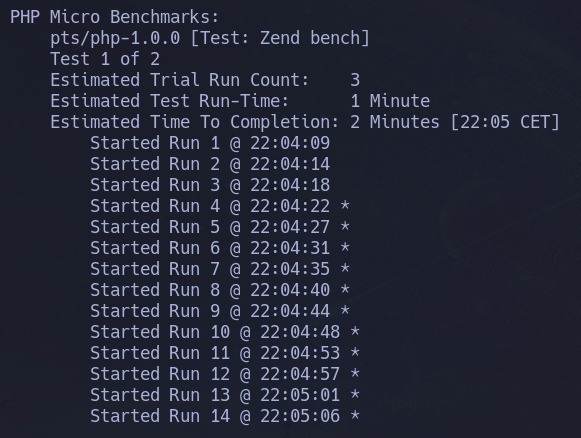 PHP Micro Benchmarks:
pts/php-1.0.0 [Test: Zend bench]
Test 1 of 2
Estimated Trial Run Count:    3
Estimated Test Run-Time:      1 Minute
Estimated Time To Completion: 2 Minutes [22:05 CET]
Started Run 1 @ 22:04:09
Started Run 2 @ 22:04:14
Started Run 3 @ 22:04:18
Started Run 4 @ 22:04:22 *
Started Run 5 @ 22:04:27 *
Started Run 6 @ 22:04:31 *
Started Run 7 @ 22:04:35 *
Started Run 8 @ 22:04:40 *
Started Run 9 @ 22:04:44 *
Started Run 10 @ 22:04:48 *
Started Run 11 @ 22:04:53 *
Started Run 12 @ 22:04:57 *
Started Run 13 @ 22:05:01 *
Started Run 14 @ 22:05:06 *